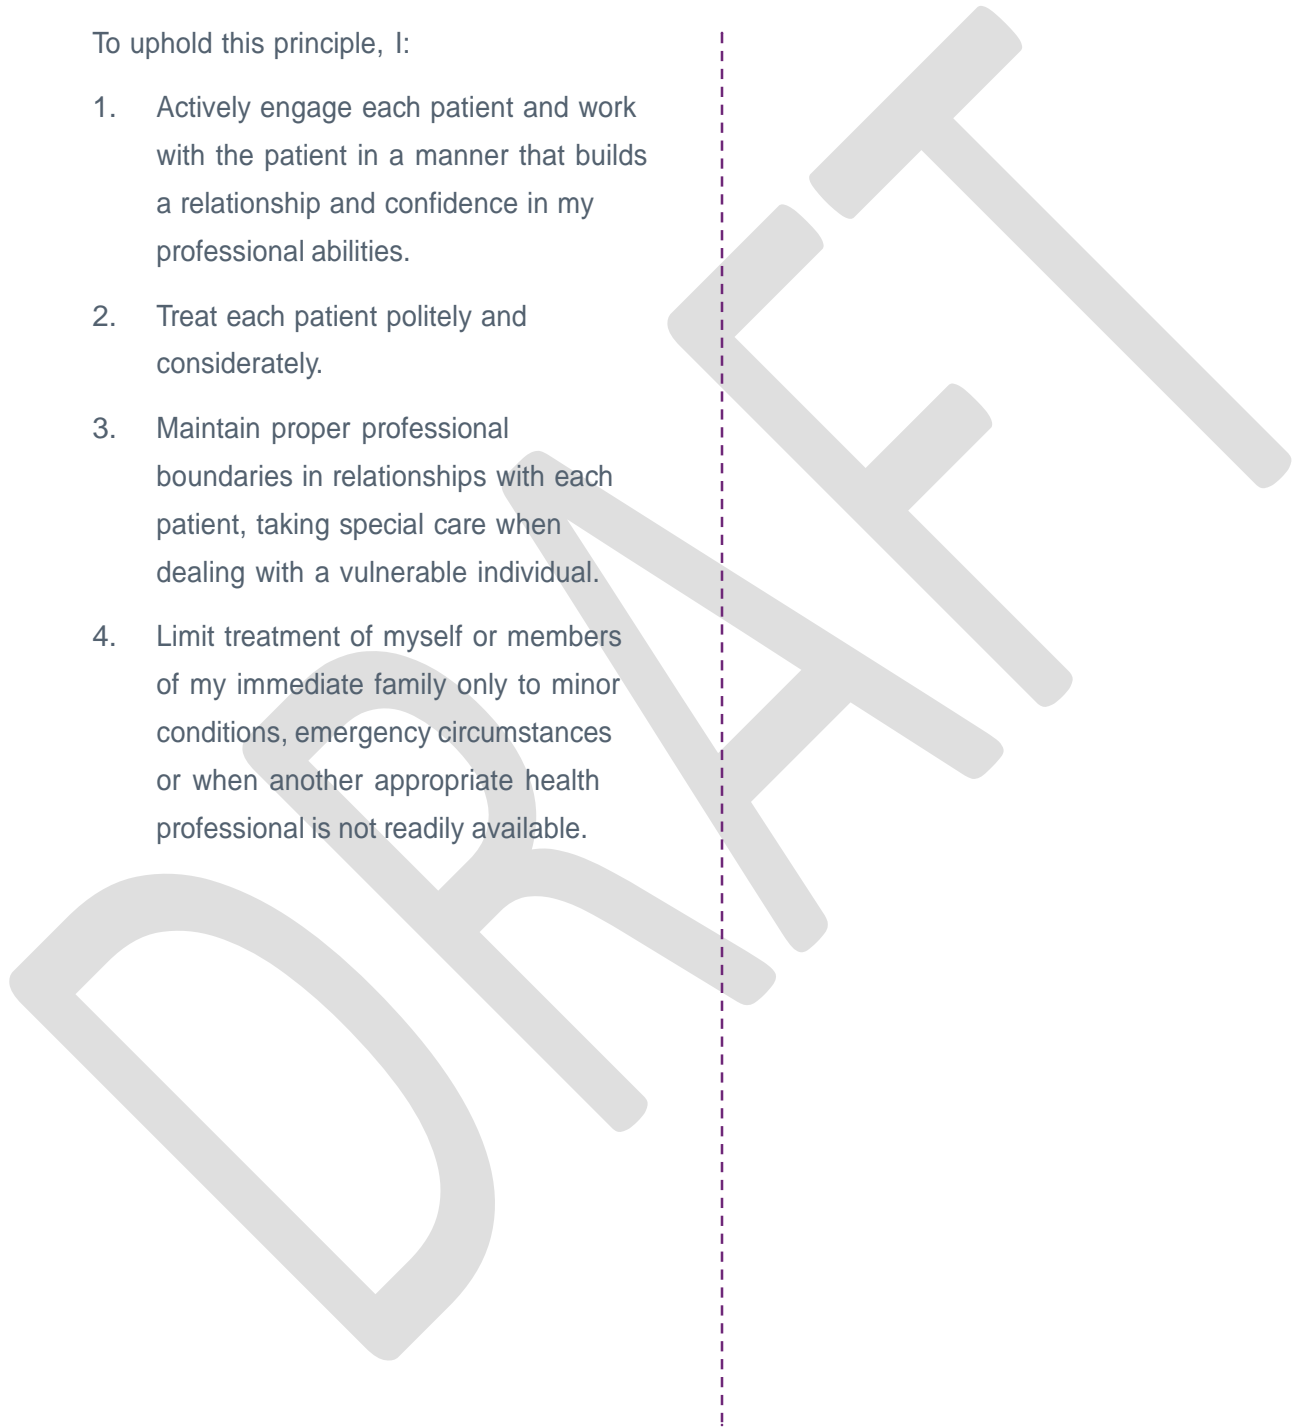 To uphold this principle, I:
1. Actively engage each patient and work
with the patient in a manner that builds
a relationship and confidence in my
professional abilities.
2. Treat each patient politely and
considerately.
3. Maintain proper professional
boundaries in relationships with each
patient, taking special care when
dealing with a vulnerable individual.
4. Limit treatment of myself or members
of my immediate family only to minor
conditions, emergency circumstances
or when another appropriate health
professional is not readily available.
DRAFT